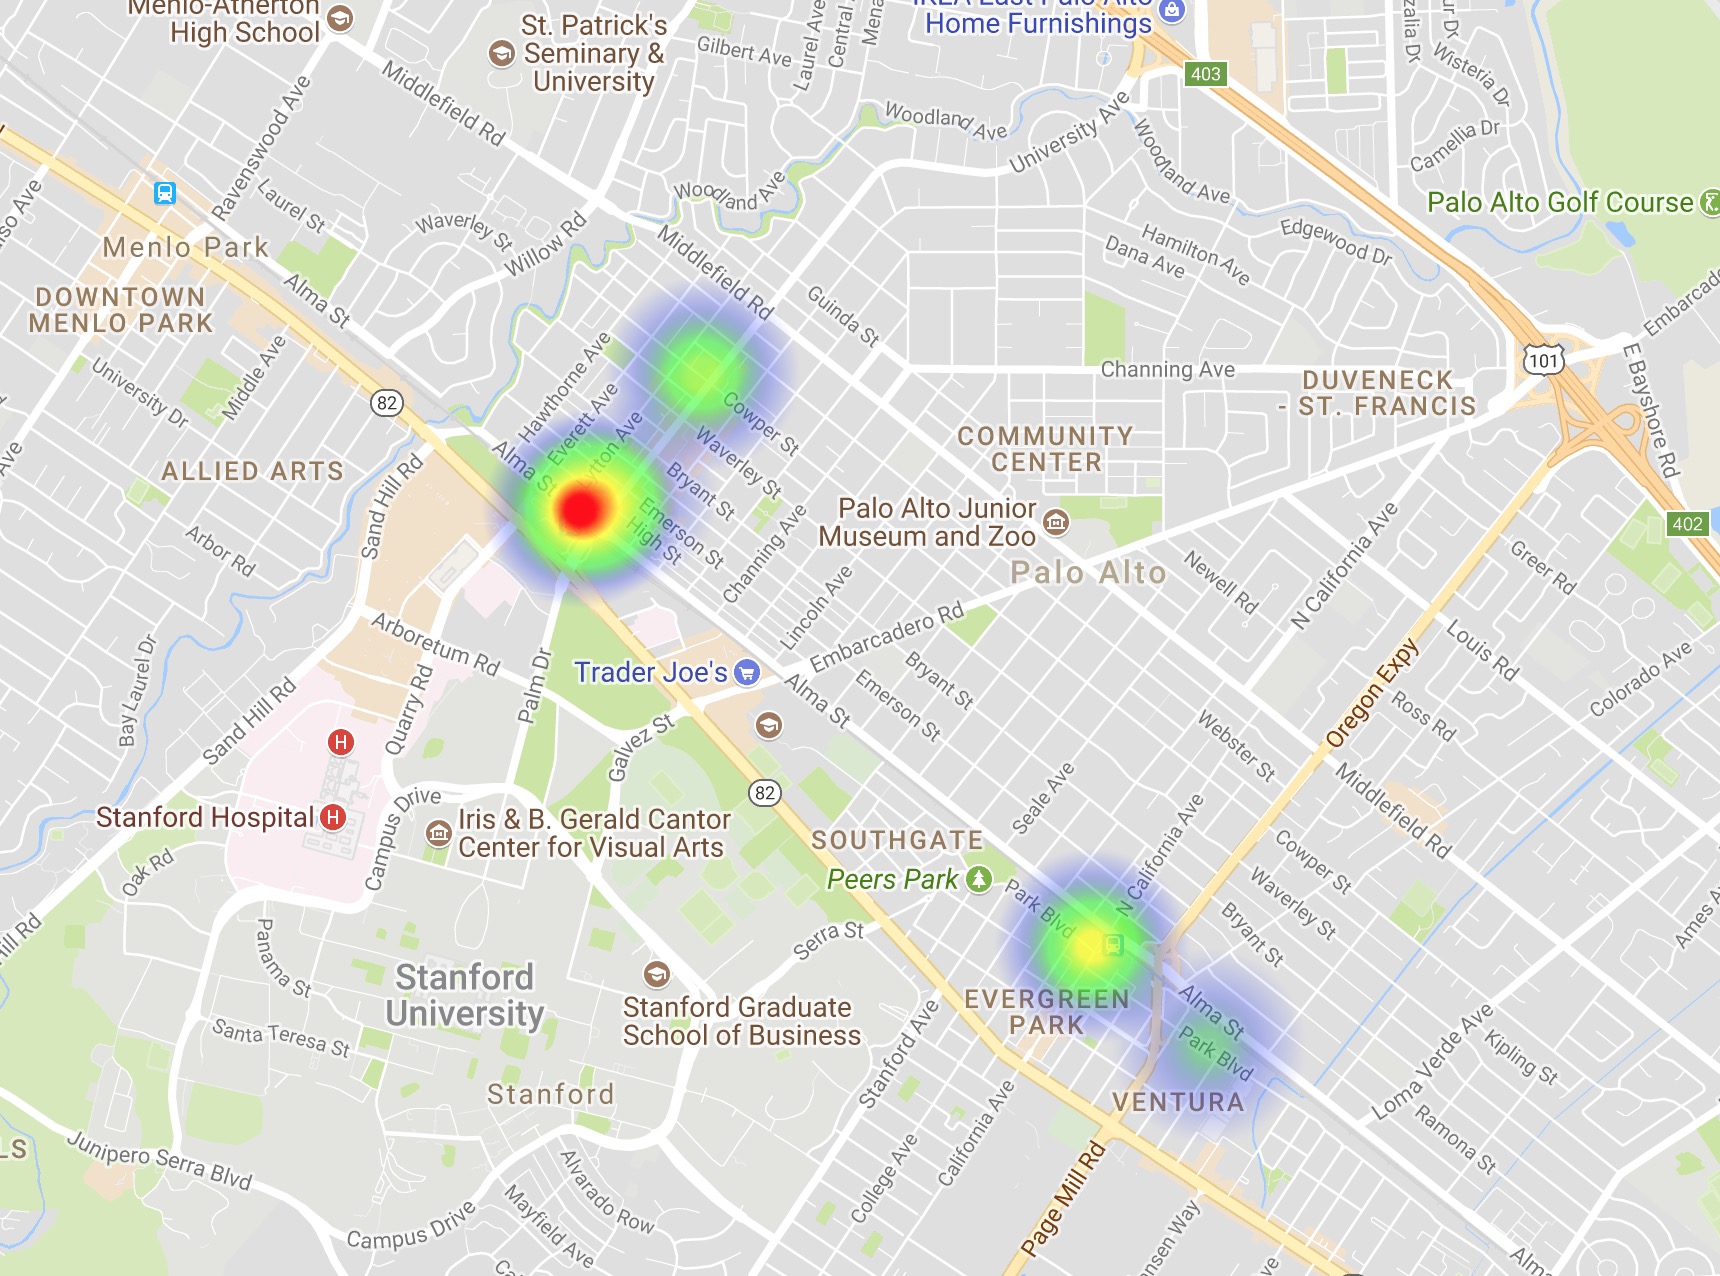 Menlo-Atherton
High School
St. Patrick's
Seminary &
University
IKEA East Palo Alto
Home Furnishings
403
Gilbert Ave
Laurel Ave
Central
Middlefield Rd
Ravenswood Ave
Woodland Ave
University Ave
Woodland Ave
Wisteria Dr
Camellia Dr
Palo Alto Golf Course
Laurel St
Waverley St
Willow Rd
Woodland Ave
Menlo Park
DOWNTOWN
MENLO PARK
Alma St
Middlefield Rd
Guinda St
Dana Ave
Hamilton Ave
Edgewood Dr
Embarcado
101
E Bayshore Rd
Channing Ave
DUVENECK
- ST. FRANCIS
University Dr
Middle Ave
82
Hawthorne Ave
Everett Ave
Cowper St
Waverley St
Bryant St
Emerson St
High St
Alma St
COMMUNITY
CENTER
ALLIED ARTS
Sand Hill Rd
Arbor Rd
Channing Ave
Lincoln Ave
Palo Alto Junior
Museum and Zoo
Palo Alto
Newell Rd
N California Ave
Greer Rd
402
Louis Rd
Colorado Ave
Embarcadero Rd
Arboretum Rd
Palm Dr
Trader Joe's
Alma St
Emerson St
Bryant St
Bay Laurel Dr
Sand Hill Rd
Quarry Rd
Galvez St
Oregon Expy
Ross Rd
Webster St
Middlefield Rd
H
Stanford Hospital H
Campus Drive
Iris & B. Gerald Cantor
Center for Visual Arts
82
SOUTHGATE
Peers Park
Seale Ave
N California Ave
Park Blvd
Cowper St
Waverley St
Bryant St
Ames A
Oak Rd
Hill Rd
Panama St
Serra St
Stanford
University
Stanford Graduate
School of Business
EVERGREEN
PARK
Alma St
Park Blvd
VENTURA
Santa Teresa St
Stanford
Stanford Ave
California Ave
College Ave
Loma Verde Ave
Kipling St
Ramona St
Junipero Serra Blvd
Alvarado Row
Mayfield Ave
Campus Drive
Page Mill Rd
Alma